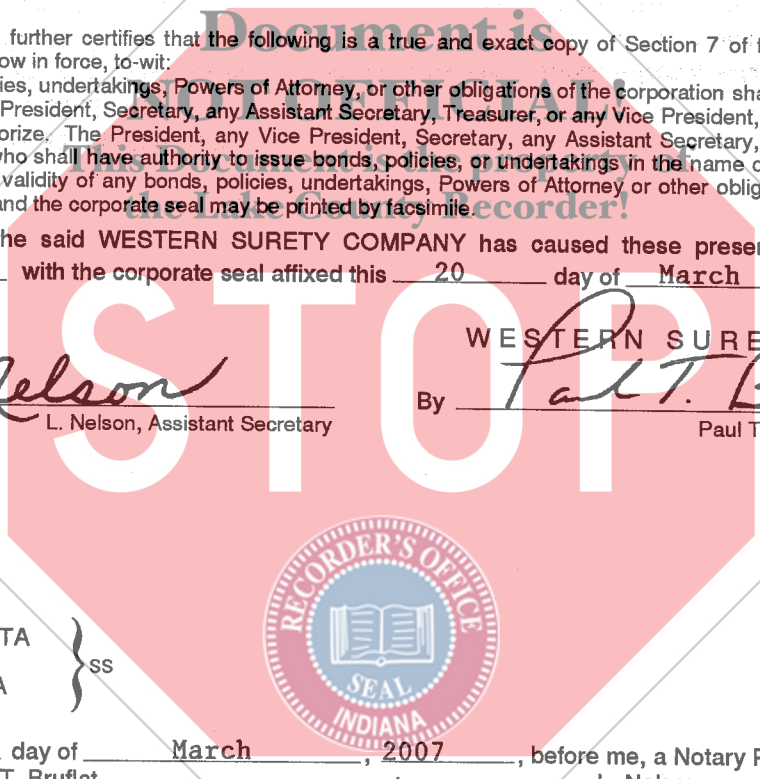 Document is
further certifies that the following is a true and exact copy of Section 7 of
ow in force, to-wit:
ies, undertakings, Powers of Attorney, or other obligations of the corporation sha
NOT OFFICIAL!
President, Secretary, any Assistant Secretary, Treasurer, or any Vice President,
orize. The President, any Vice President, Secretary, any Assistant Secretary,
This Document is the property of
who shall have authority to issue bonds, policies, or undertakings in the name
validity of any bonds, policies, undertakings, Powers of Attorney or other oblig
the Lake County Recorder!
and the corporate seal may be printed by facsimile.
he said WESTERN SURETY COMPANY has caused these presen
with the corporate seal affixed this 20 day of March
STOP
WESTERN SURE
Nelson
By Paul T. B
L. Nelson, Assistant Secretary
Paul T
RECORDER'S OFFICE
SEAL
INDIANA
TA
SS
A
day of March , 2007 , before me, a Notary P
T. Bruflat
L. Nelson